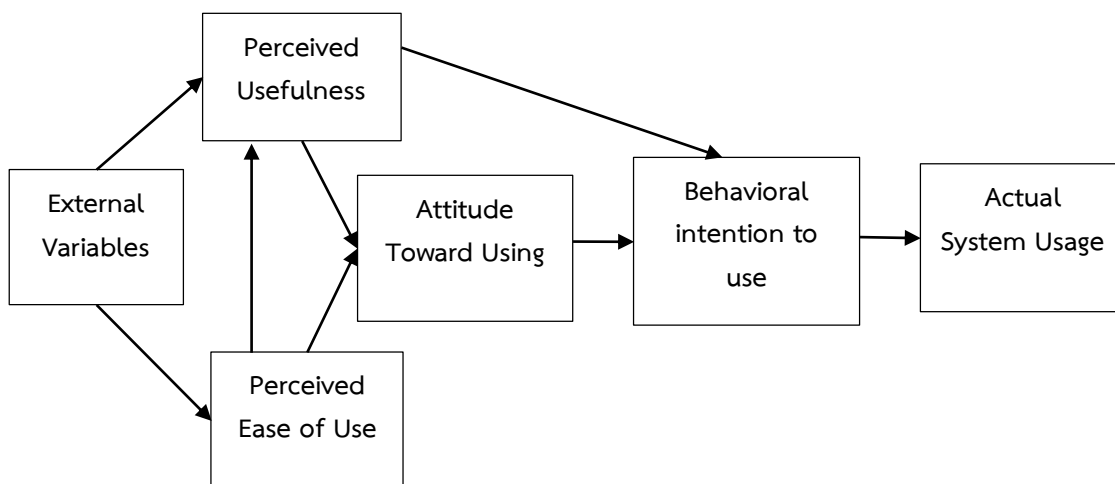 Perceived
Usefulness
External
Variables
Attitude
Toward Using
Behavioral
intention to
use
Actual
System Usage
Perceived
Ease of Use